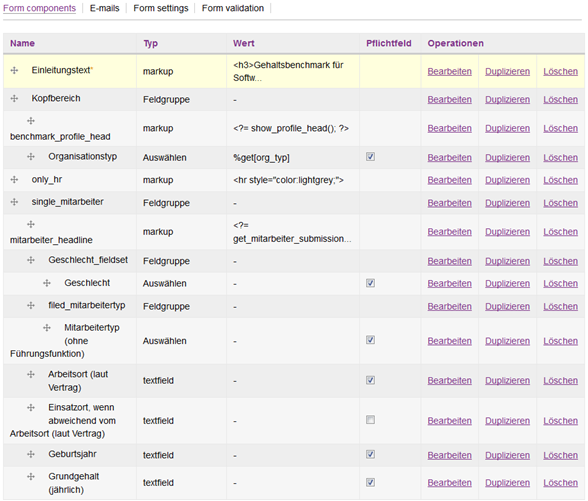 Form components E-mails Form settings Form validation
Name Typ Wert Pflichtfeld Operationen
Einleitungstext* markup <h3>Gehaltsbenchmark für Bearbeiten Duplizieren Löschen
Softw...
Kopfbereich Feldgruppe - Bearbeiten Duplizieren Löschen
benchmark_profile_head markup <?= show_profile_head(); ?> Bearbeiten Duplizieren Löschen
Organisationstyp Auswählen %get[org_typ] Bearbeiten Duplizieren Löschen
only_hr markup <hr style="color:lightgrey;"> Bearbeiten Duplizieren Löschen
single_mitarbeiter Feldgruppe - Bearbeiten Duplizieren Löschen
mitarbeiter_headline markup <?= Bearbeiten Duplizieren Löschen
get_mitarbeiter_submission...
Geschlecht_fieldset Feldgruppe - Bearbeiten Duplizieren Löschen
Geschlecht Auswählen - Bearbeiten Duplizieren Löschen
filed_mitarbeitertyp Feldgruppe - Bearbeiten Duplizieren Löschen
Mitarbeitertyp
(ohne Auswählen - Bearbeiten Duplizieren Löschen
Führungsfunktion)
Arbeitsort (laut textfield - Bearbeiten Duplizieren Löschen
Vertrag)
Einsatzort, wenn
abweichend vom textfield - Bearbeiten Duplizieren Löschen
Arbeitsort (laut Vertrag)
Geburtsjahr textfield - Bearbeiten Duplizieren Löschen
Grundgehalt textfield - Bearbeiten Duplizieren Löschen
(jährlich)